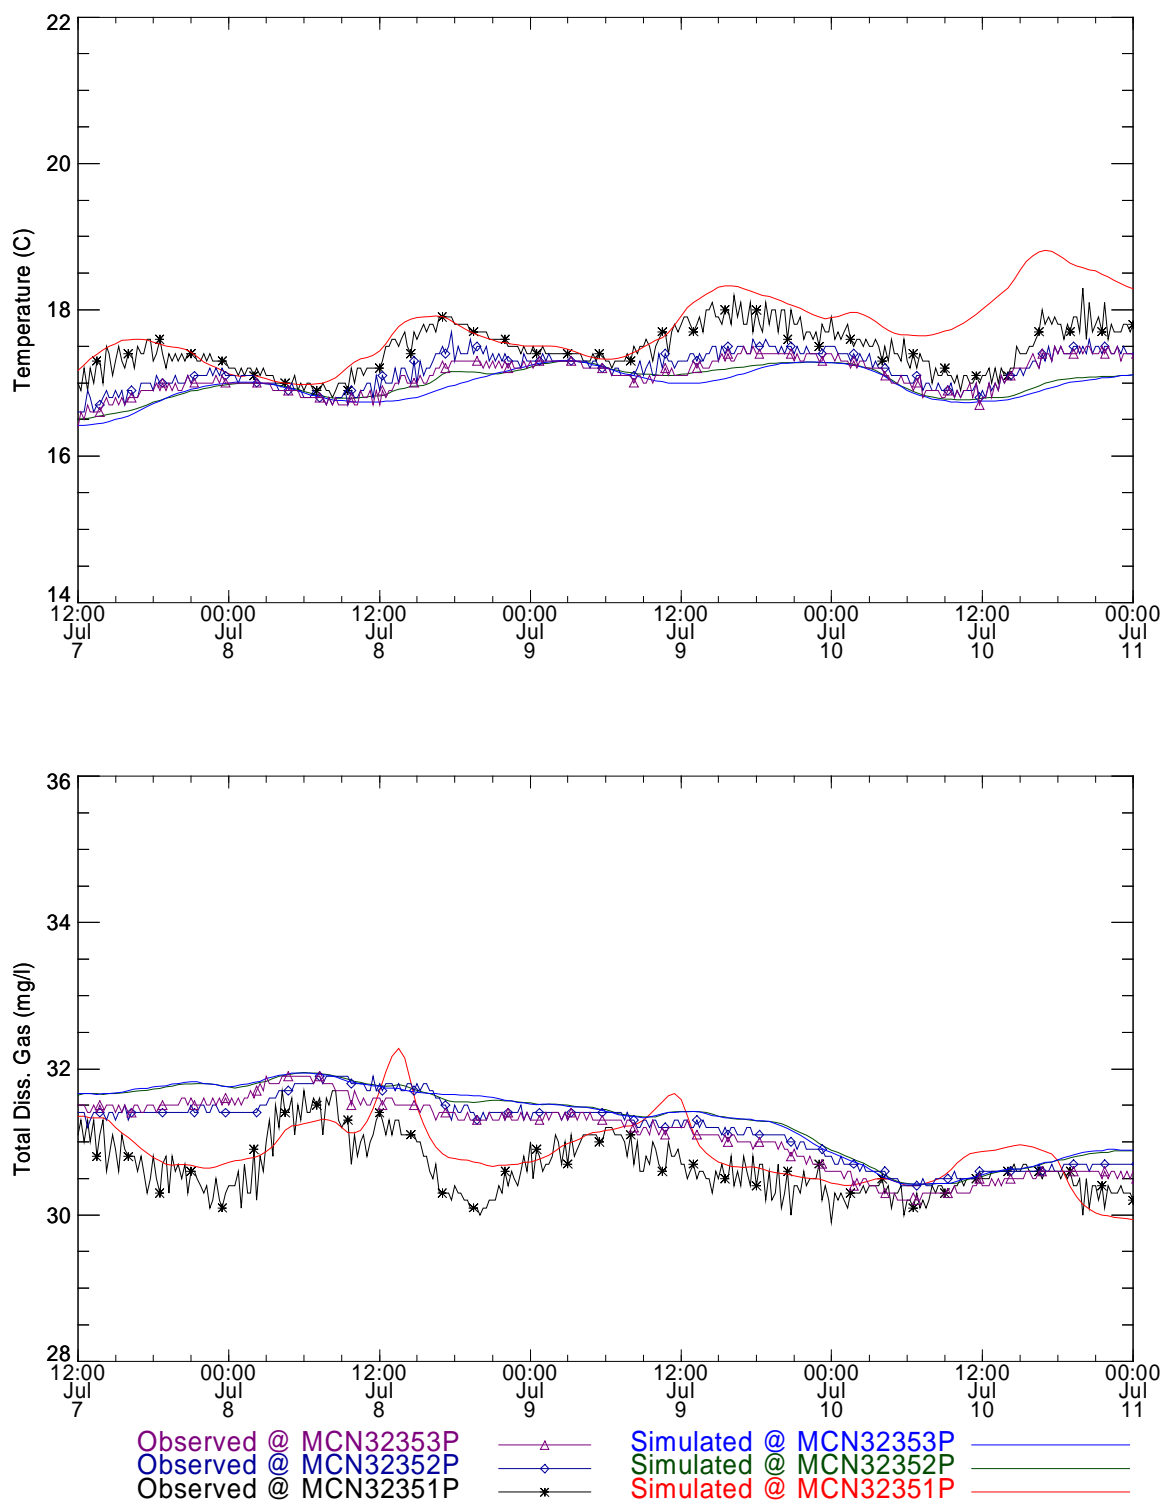 22
20
18
16
14
Temperature (C)
12:00 00:00 12:00 00:00 12:00 00:00 12:00 00:00
Jul Jul Jul Jul Jul Jul Jul Jul
7 8 8 9 9 10 10 11
36
34
32
30
28
Total Diss. Gas (mg/l)
12:00 00:00 12:00 00:00 12:00 00:00 12:00 00:00
Jul Jul Jul Jul Jul Jul Jul Jul
7 8 8 9 9 10 10 11
Observed @ MCN32353P Simulated @ MCN32353P
Observed @ MCN32352P Simulated @ MCN32352P
Observed @ MCN32351P Simulated @ MCN32351P